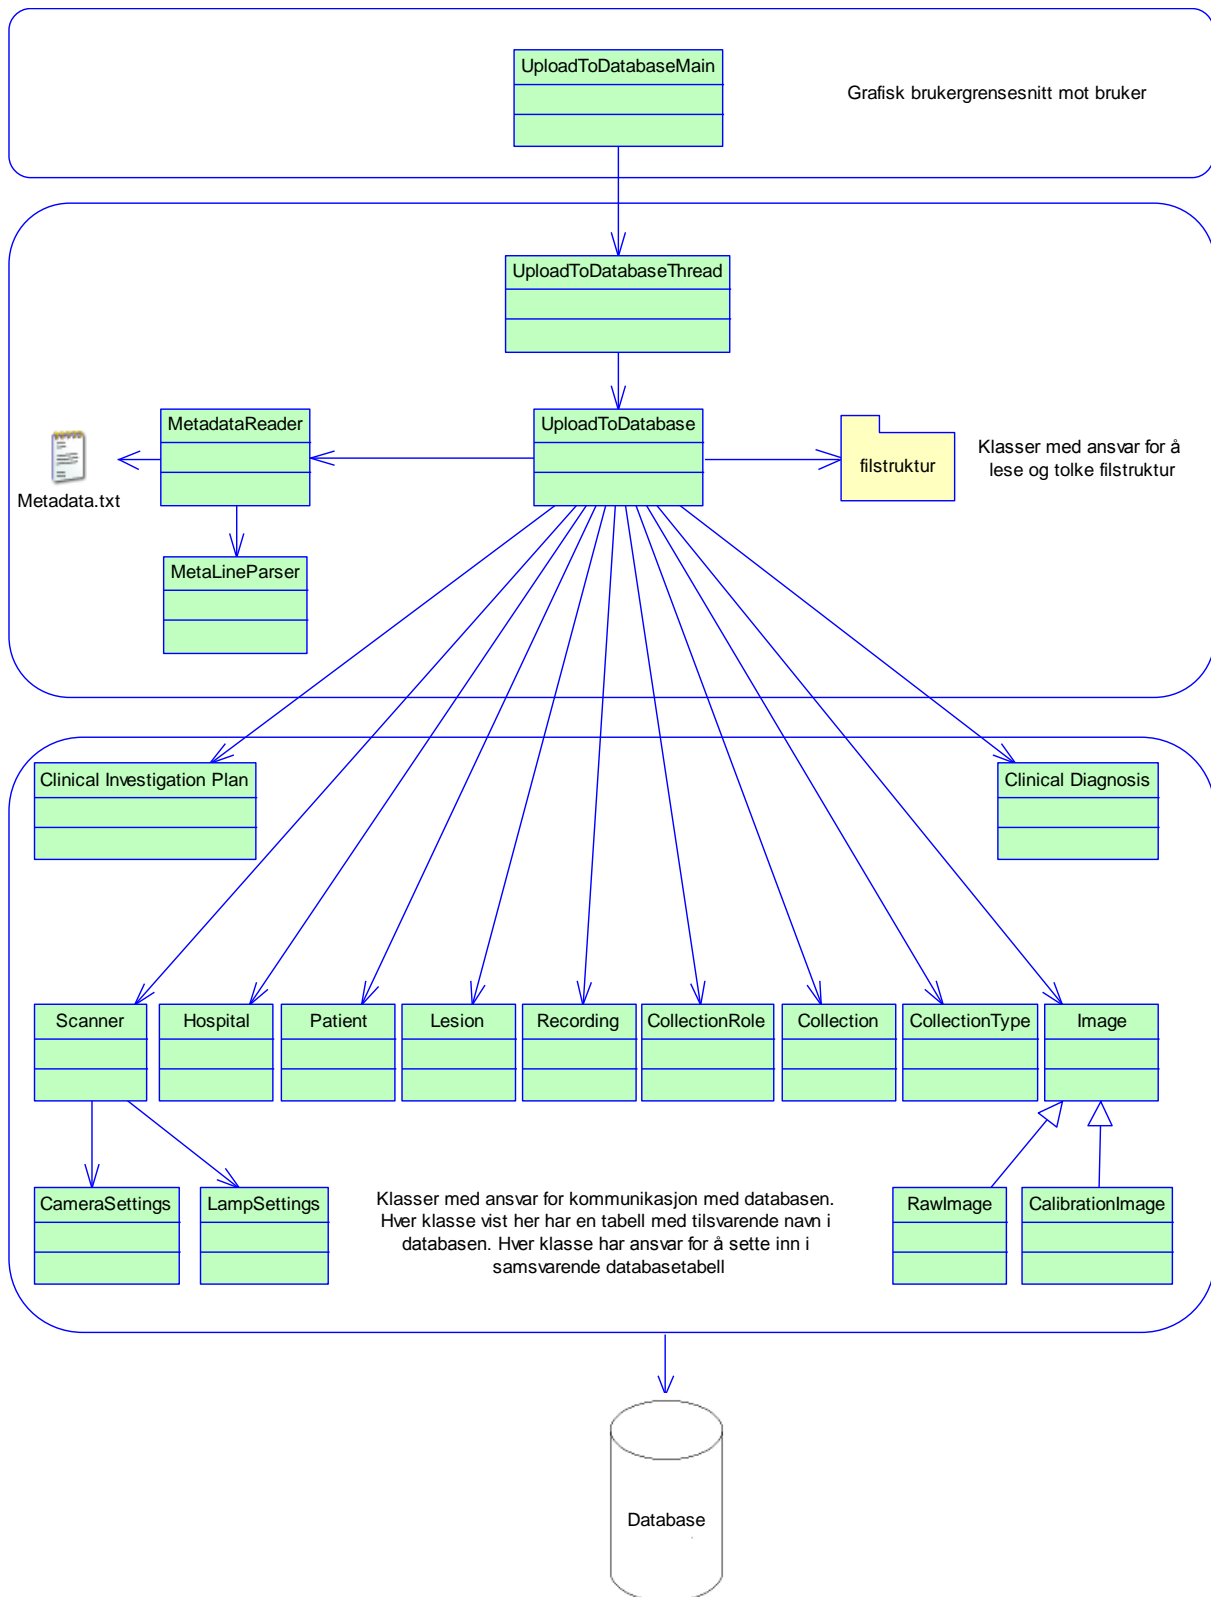 UploadToDatabaseMain
Grafisk brukergrensesnitt mot bruker
UploadToDatabaseThread
MetadataReader
UploadToDatabase
filstruktur
Klasser med ansvar for å
lese og tolke filstruktur
Metadata.txt
MetaLineParser
Clinical Investigation Plan
Clinical Diagnosis
Scanner
Hospital
Patient
Lesion
Recording
CollectionRole
Collection
CollectionType
Image
CameraSettings
LampSettings
Klasser med ansvar for kommunikasjon med databasen.
Hver klasse vist her har en tabell med tilsvarende navn i
databasen. Hver klasse har ansvar for å sette inn i
samsvarende databasetabell
RawImage
CalibrationImage
Database